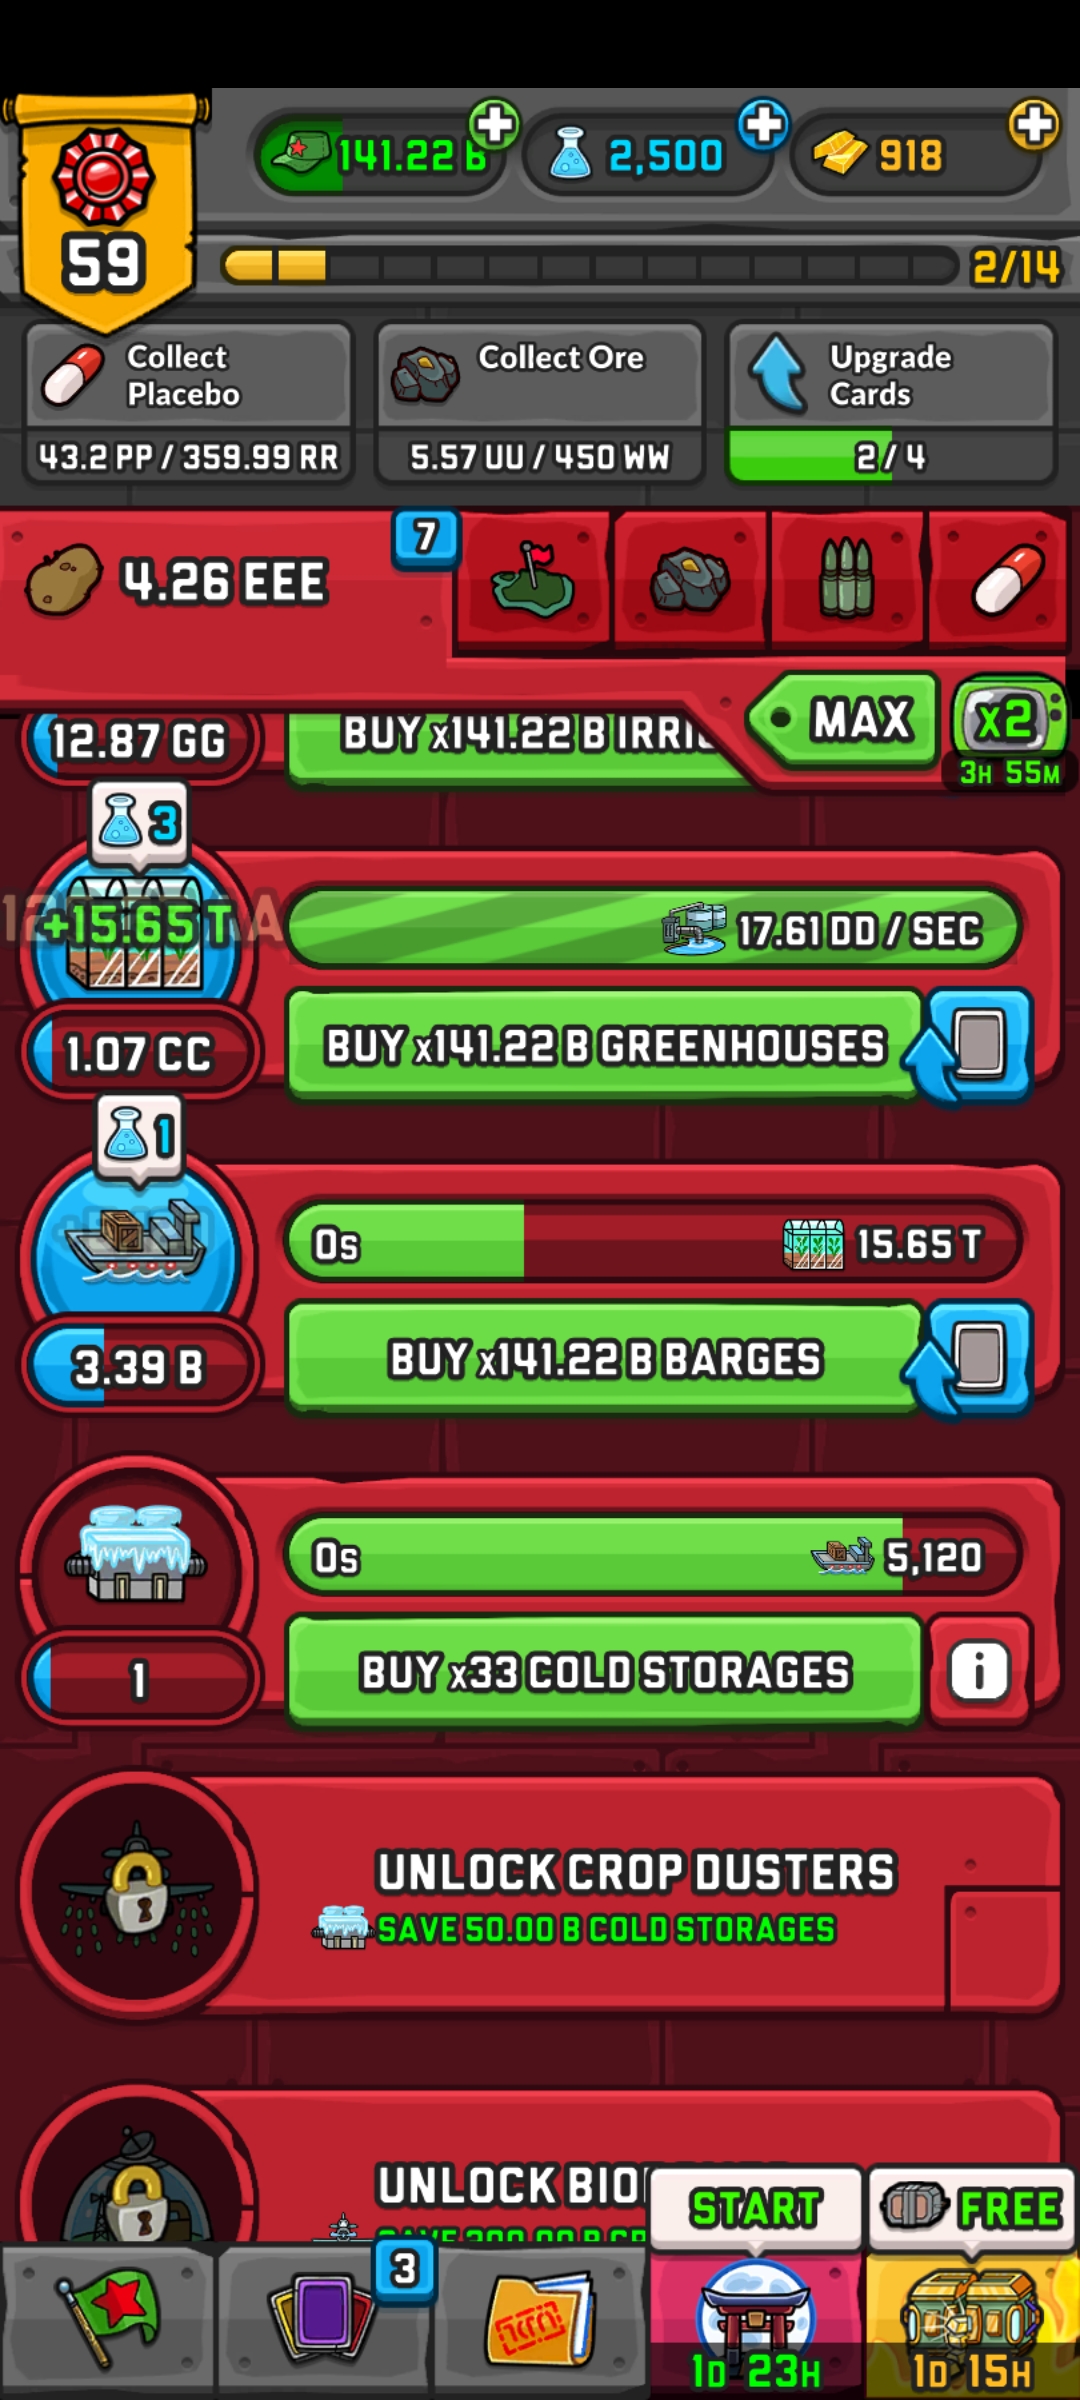 141.22 B
2,500
918
59
2/14
Collect
Placebo
43.2 PP / 359.99 RR
Collect Ore
5.57 UU / 450 WW
Upgrade
Cards
2/4
4.26 EEE
7
MAX
x2
3H 55M
12.87 GG
BUY x141.22 B
3
+15.65 T
17.61 DD / SEC
1.07 CC
BUY x141.22 B GREENHOUSES
1
0s
15.65 T
3.39 B
BUY x141.22 B BARGES
0s
5,120
1
BUY x33 COLD STORAGES
i
UNLOCK CROP DUSTERS
SAVE 50.00 B COLD STORAGES
UNLOCK
START
FREE
3
1D 23H
1D 15H